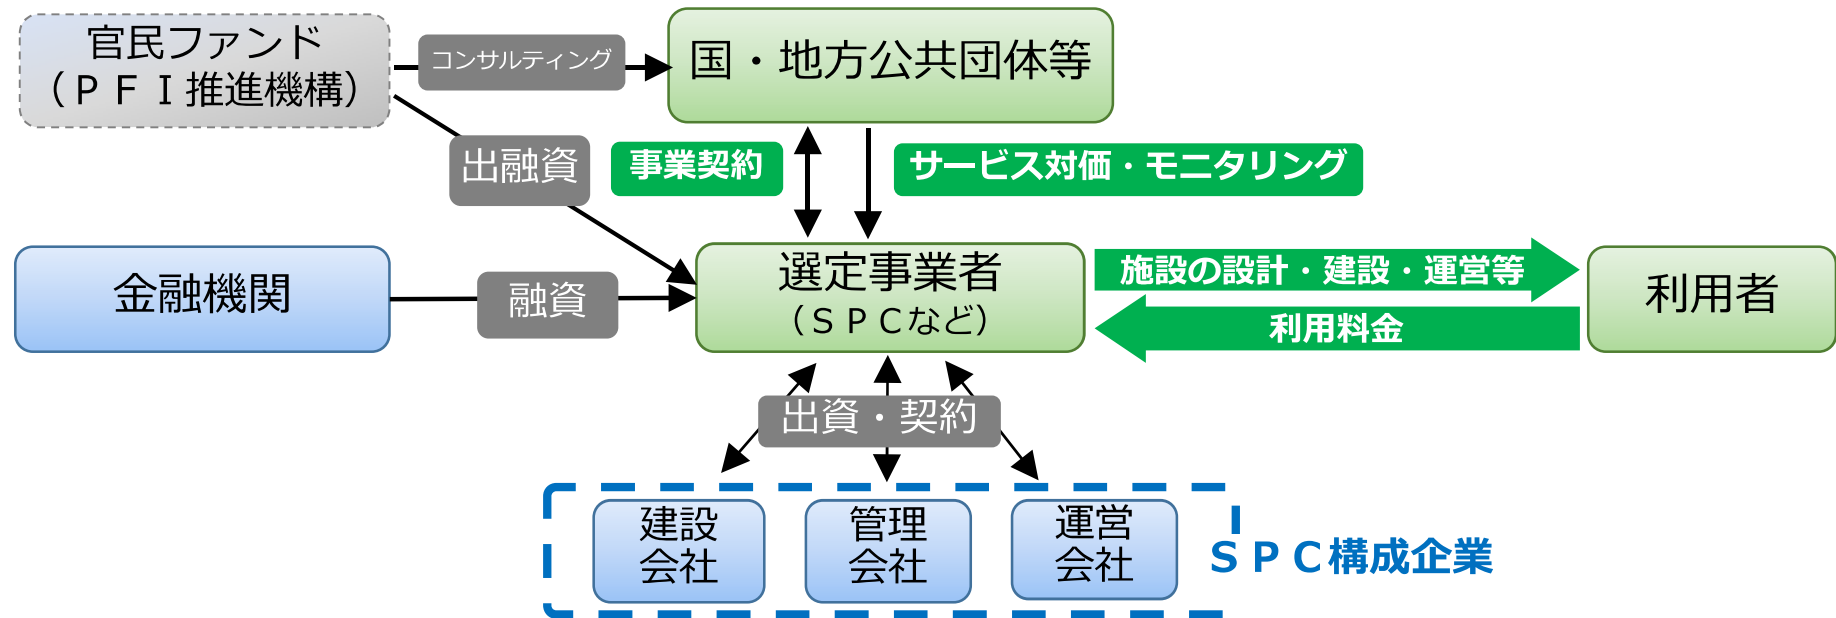 官民ファンド
（ＰＦＩ推進機構）
コンサルティング
国・地方公共団体等
出融資
事業契約
サービス対価・モニタリング
金融機関
融資
選定事業者
（ＳＰＣなど）
施設の設計・建設・運営等
利用料金
利用者
出資・契約
建設
会社
管理
会社
運営
会社
ＳＰＣ構成企業